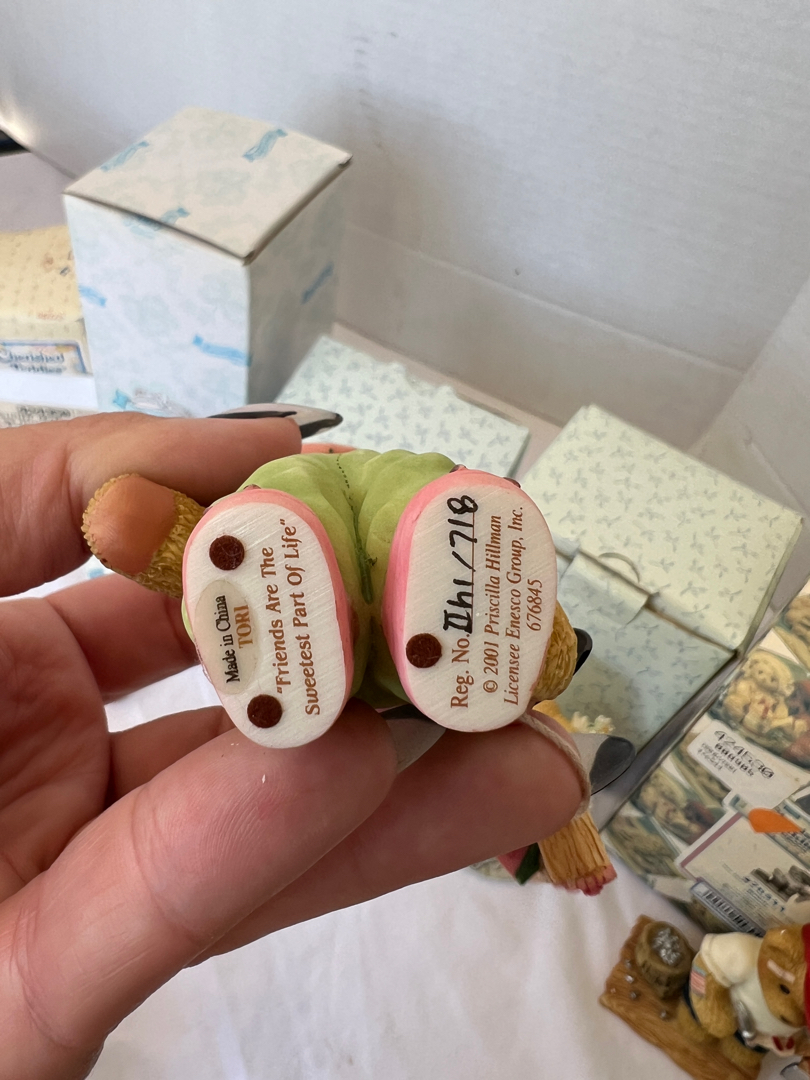 Cherished
Teddies
Made in China
TORI
"Friends Are The
Sweetest Part Of Life"
Reg. No.
/718
© 2001 Priscilla Hillman
Licensee Enesco Group, Inc.
676845